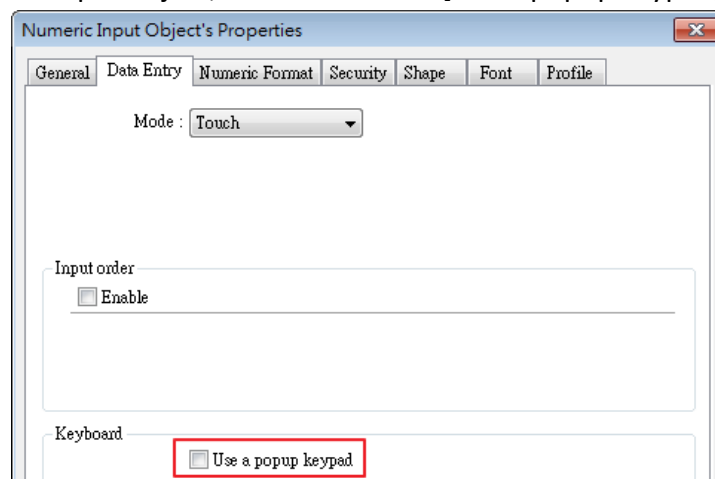 Numeric Input Object's Properties
General Data Entry Numeric Format Security Shape Font Profile
Mode : Touch
Input order
Enable
Keyboard
Use a popup keypad